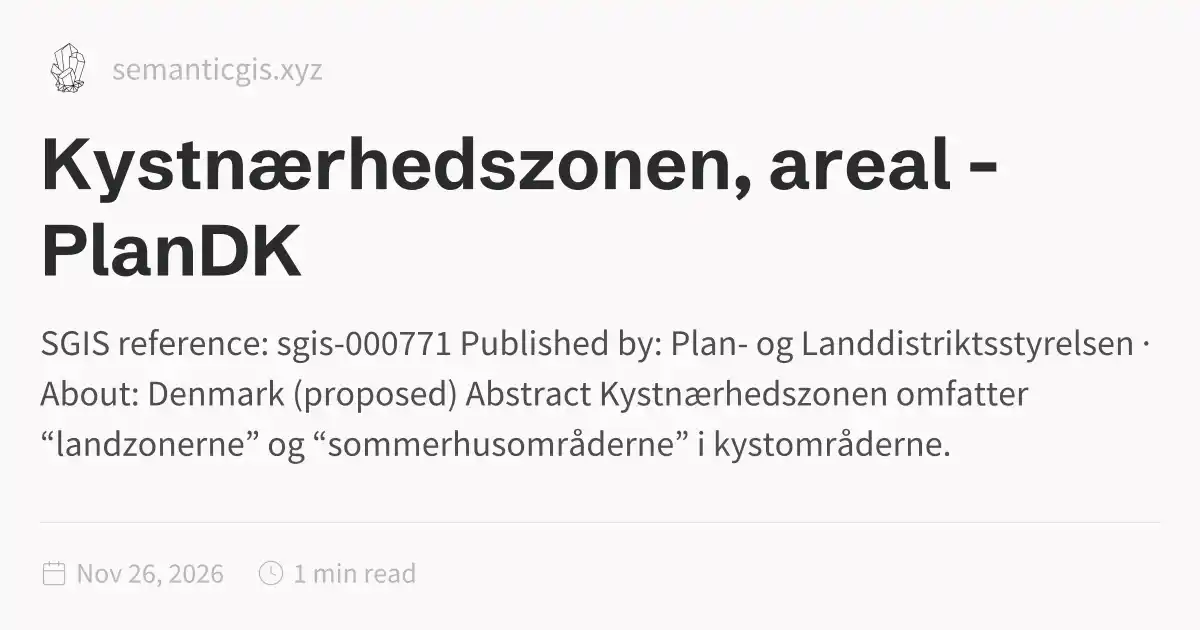 semanticgis.xyz
Kystnærhedszonen, areal -
PlanDK
SGIS reference: sgis-000771 Published by: Plan- og Landdistriktsstyrelsen ·
About: Denmark (proposed) Abstract Kystnærhedszonen omfatter
“landzonerne” og “sommerhusområderne” i kystområderne.
Nov 26, 2026 1 min read